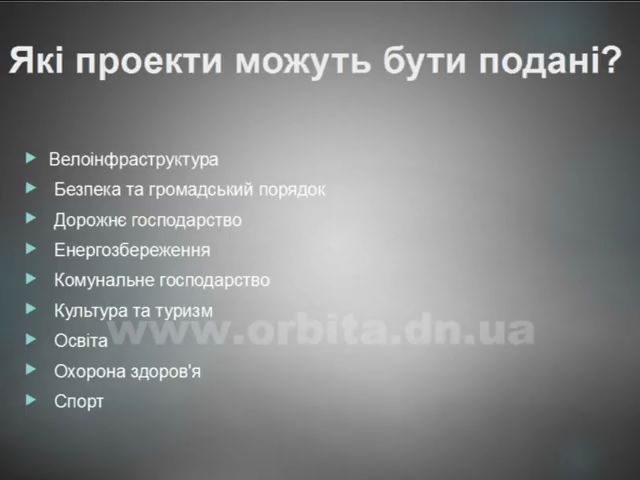 Які проекти можуть бути подані?
Велоінфраструктура
Безпека та громадський порядок
Дорожнє господарство
Енергозбереження
Комунальне господарство
Культура та туризм
www.orbita.dn.ua
Освіта
Охорона здоров'я
Спорт